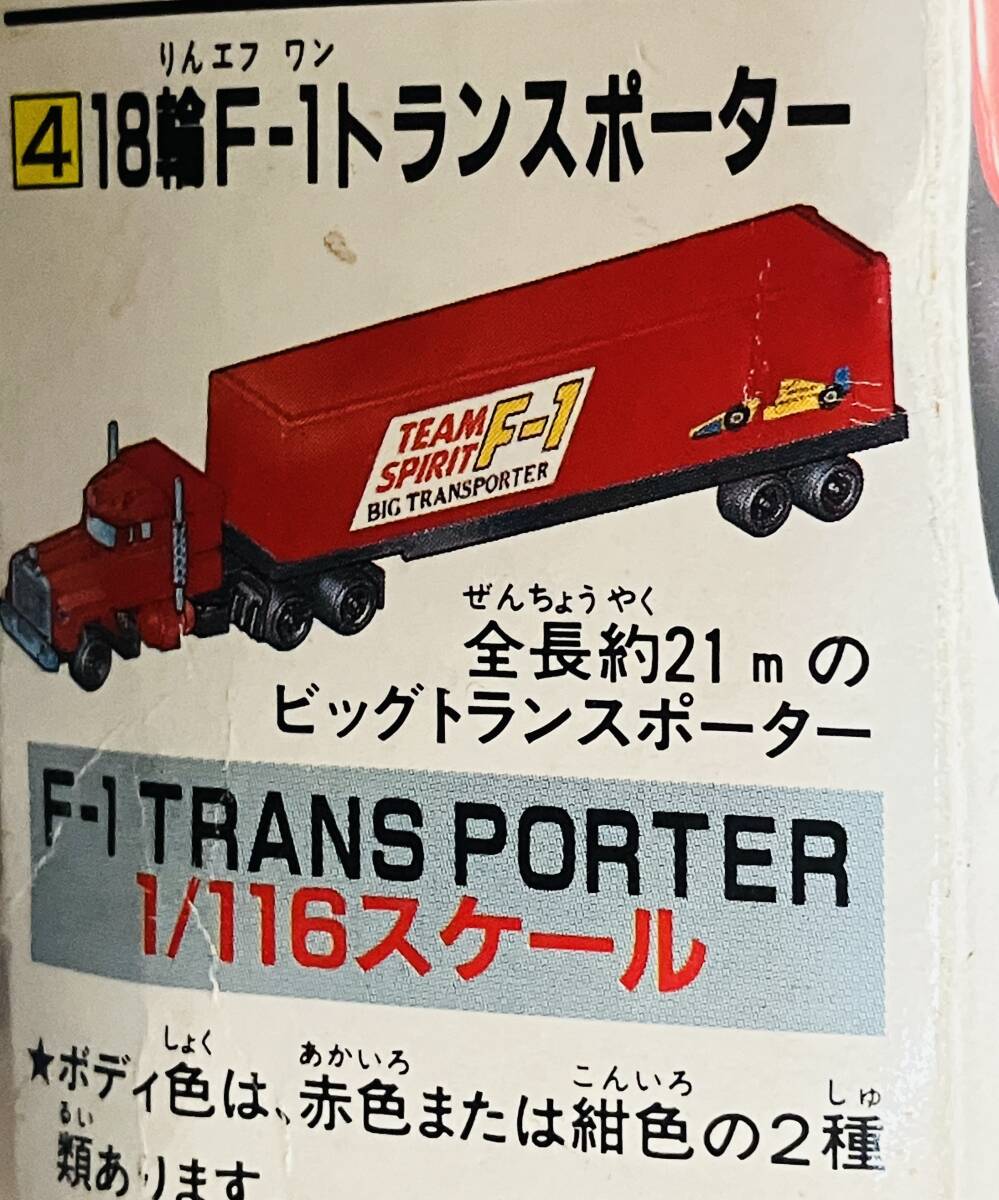 りんエフ ワン
4 18輪F-1トランスポーター
TEAM
SPIRIT F-1
BIG TRANSPORTER
ぜんちょうやく
全長約21mの
ビッグトランスポーター
F-1 TRANS PORTER
1/116スケール
しょく あかいろ こんいろ しゅ
★ボディ色は、赤色または紺色の2種
るい
類あります